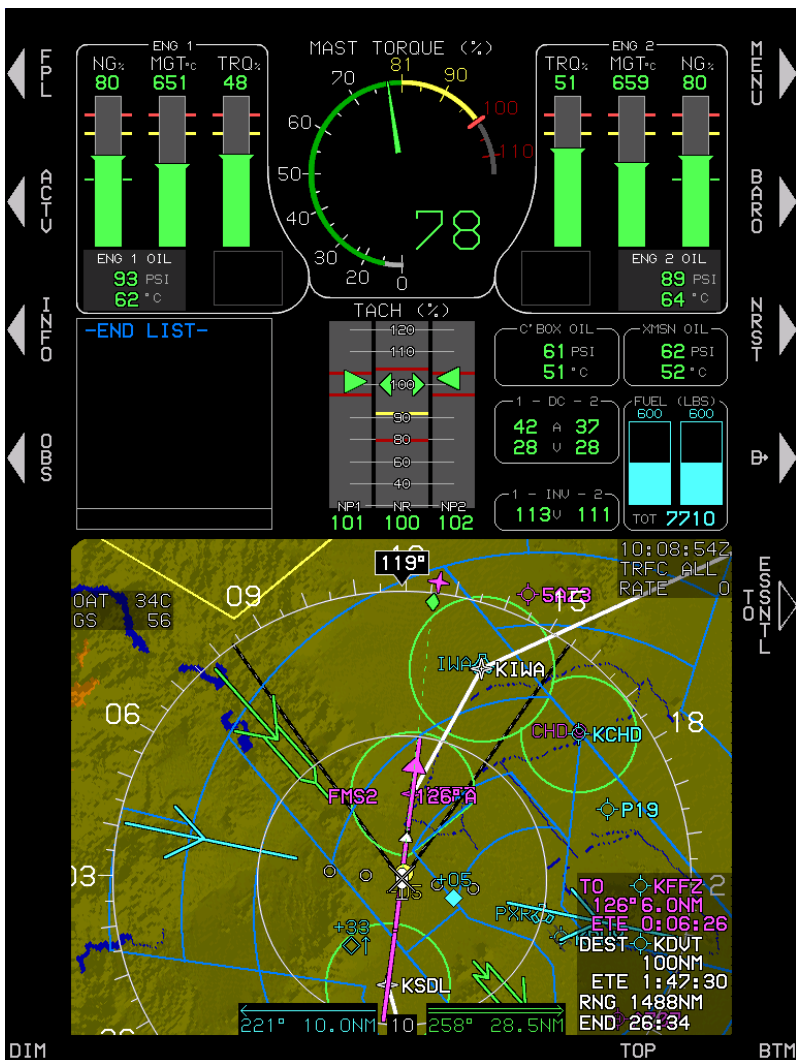 FPL
ACTV
INFO
OBS
MENU
BARO
NRST
ESSNTL
TO
ENG 1
NG% MGT°C TRQ%
80 651 48
ENG 1 OIL
93 PSI
62 °C
MAST TORQUE (%)
0 20 30 40 50 60 70 81 90 100 110
78
ENG 2
TRQ% MGT°C NG%
51 659 80
ENG 2 OIL
89 PSI
64 °C
-END LIST-
TACH (%)
120
110
100
90
80
60
40
NP1 NR NP2
101 100 102
C'BOX OIL
61 PSI
51 °C
XMSN OIL
62 PSI
52 °C
1 - DC - 2
42 A 37
28 V 28
1 - INV - 2
113V 111
FUEL (LBS)
600 600
TOT 7710
OAT 34C
GS 56
119°
10:08:54Z
TRFC ALL
RATE 0
03
06
09
15
18
5AZ3
IWA KIWA
CHD KCHD
P19
FMS2
126°A
+05
+33
PXR
KSDL
10
TO KFFZ
126° 6.0NM
ETE 0:06:26
DEST KDVT
100NM
ETE 1:47:30
RNG 1488NM
END 26:34
221° 10.0NM
258° 28.5NM
DIM
TOP
BTM